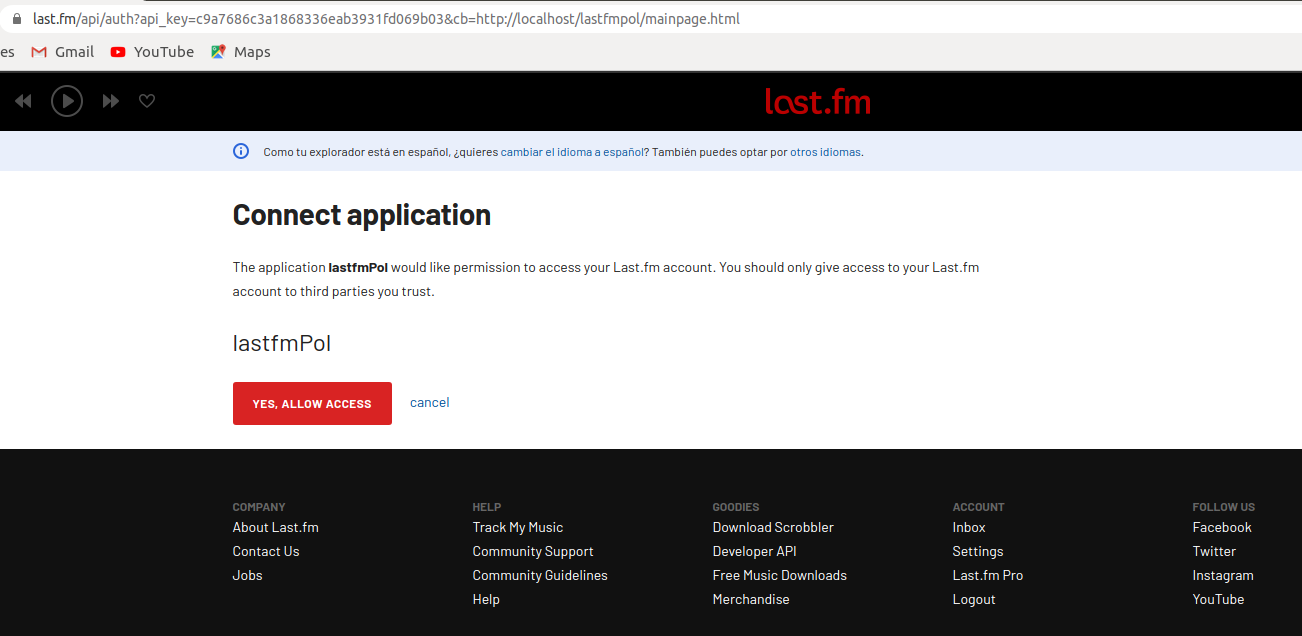 last.fm/api/auth?api_key=c9a7686c3a1868336eab3931fd069b03&cb=http://localhost/lastfmpol/mainpage.html
es Gmail YouTube Maps
last.fm
Como tu explorador está en español, ¿quieres cambiar el idioma a español? También puedes optar por otros idiomas.
Connect application
The application lastfmPol would like permission to access your Last.fm account. You should only give access to your Last.fm
account to third parties you trust.
lastfmPol
YES, ALLOW ACCESS cancel
COMPANY
About Last.fm
Contact Us
Jobs
HELP
Track My Music
Community Support
Community Guidelines
Help
GOODIES
Download Scrobbler
Developer API
Free Music Downloads
Merchandise
ACCOUNT
Inbox
Settings
Last.fm Pro
Logout
FOLLOW US
Facebook
Twitter
Instagram
YouTube